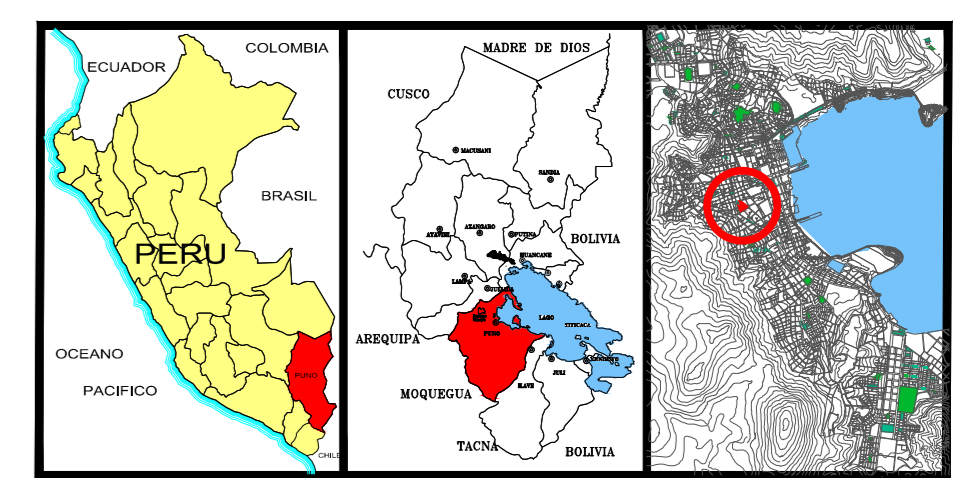 COLOMBIA
ECUADOR
BRASIL
PERU
OCEANO
PACIFICO
PUNO
CHILE
MADRE DE DIOS
CUSCO
MACUSANI
SANDIA
AZANGARO
AYAVIRI
PUTINA
BOLIVIA
HUANCANE
LAMPA
JULIACA
LAGO
TITICACA
PUNO
AREQUIPA
JULI
ILAVE
MOQUEGUA
TACNA
BOLIVIA